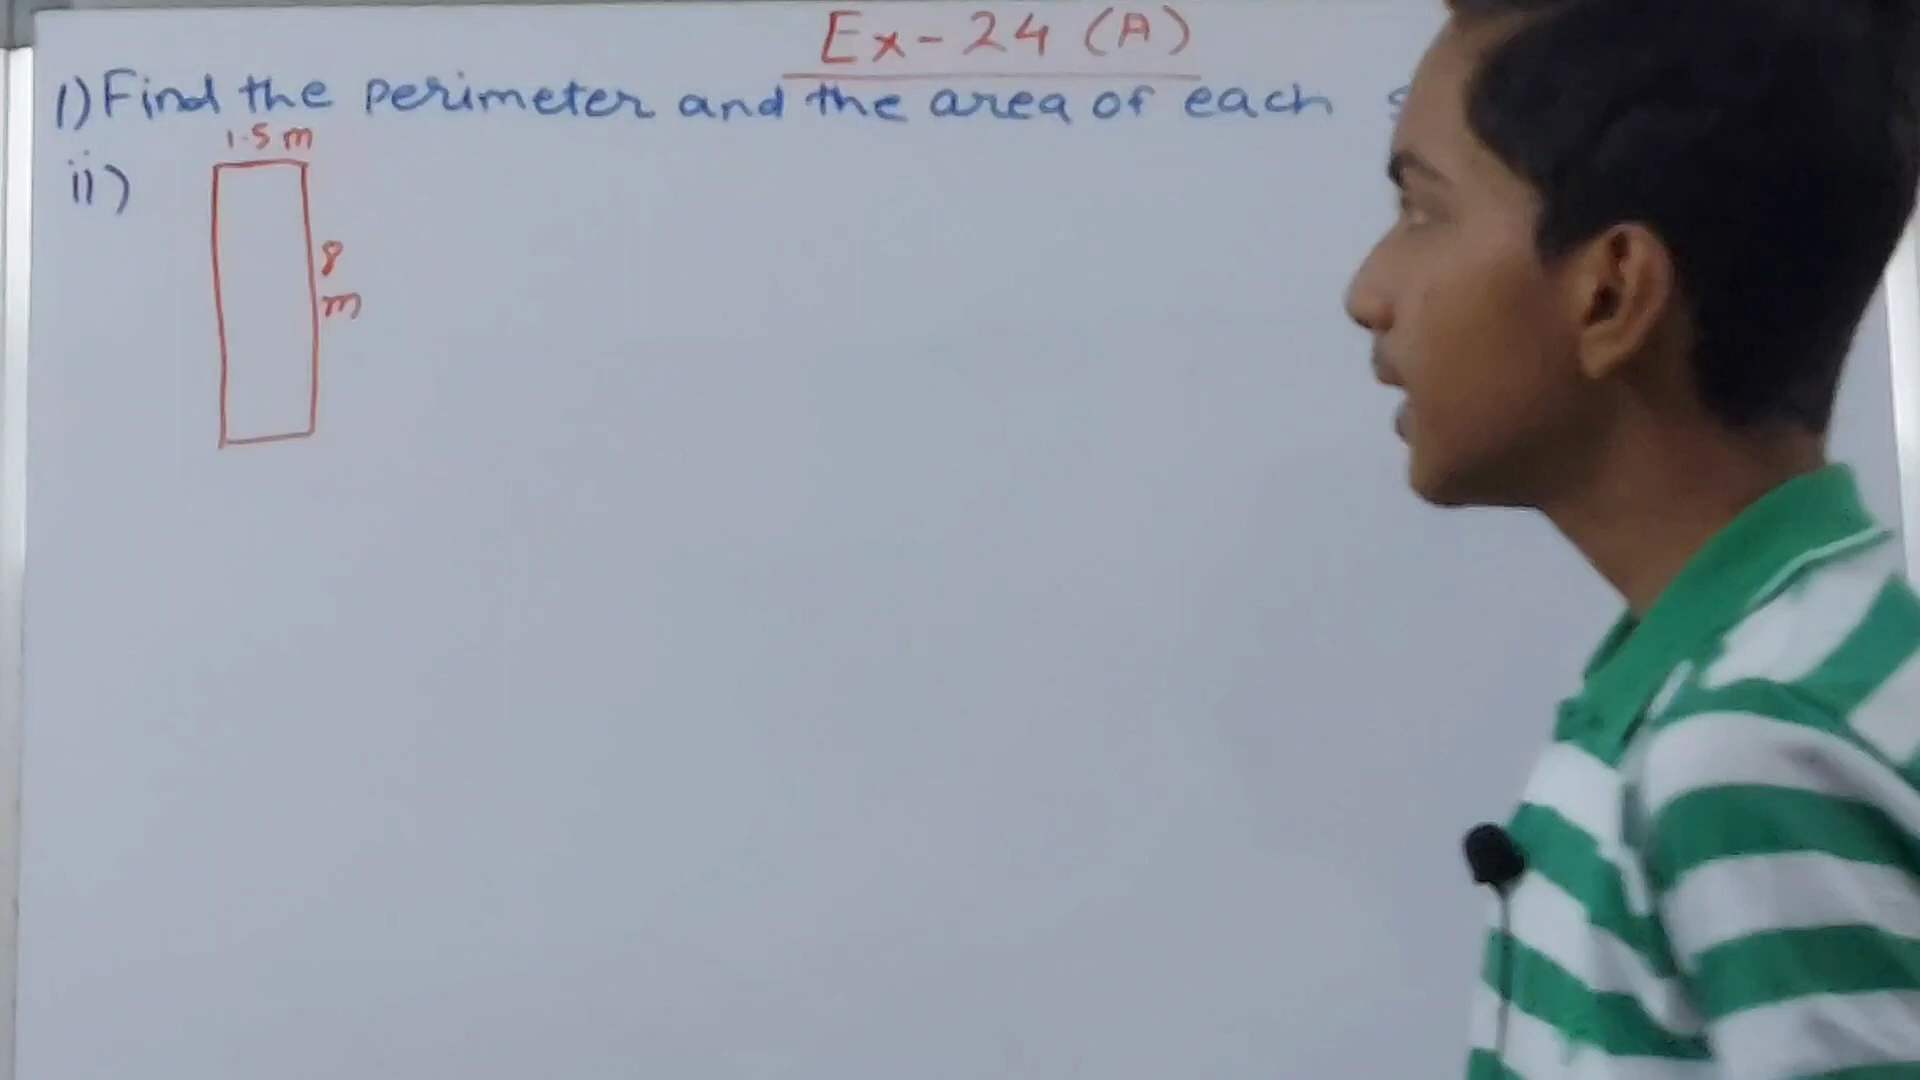 Ex-24 (A)
1) Find the perimeter and the area of each
1.5 m
ii)
8
m